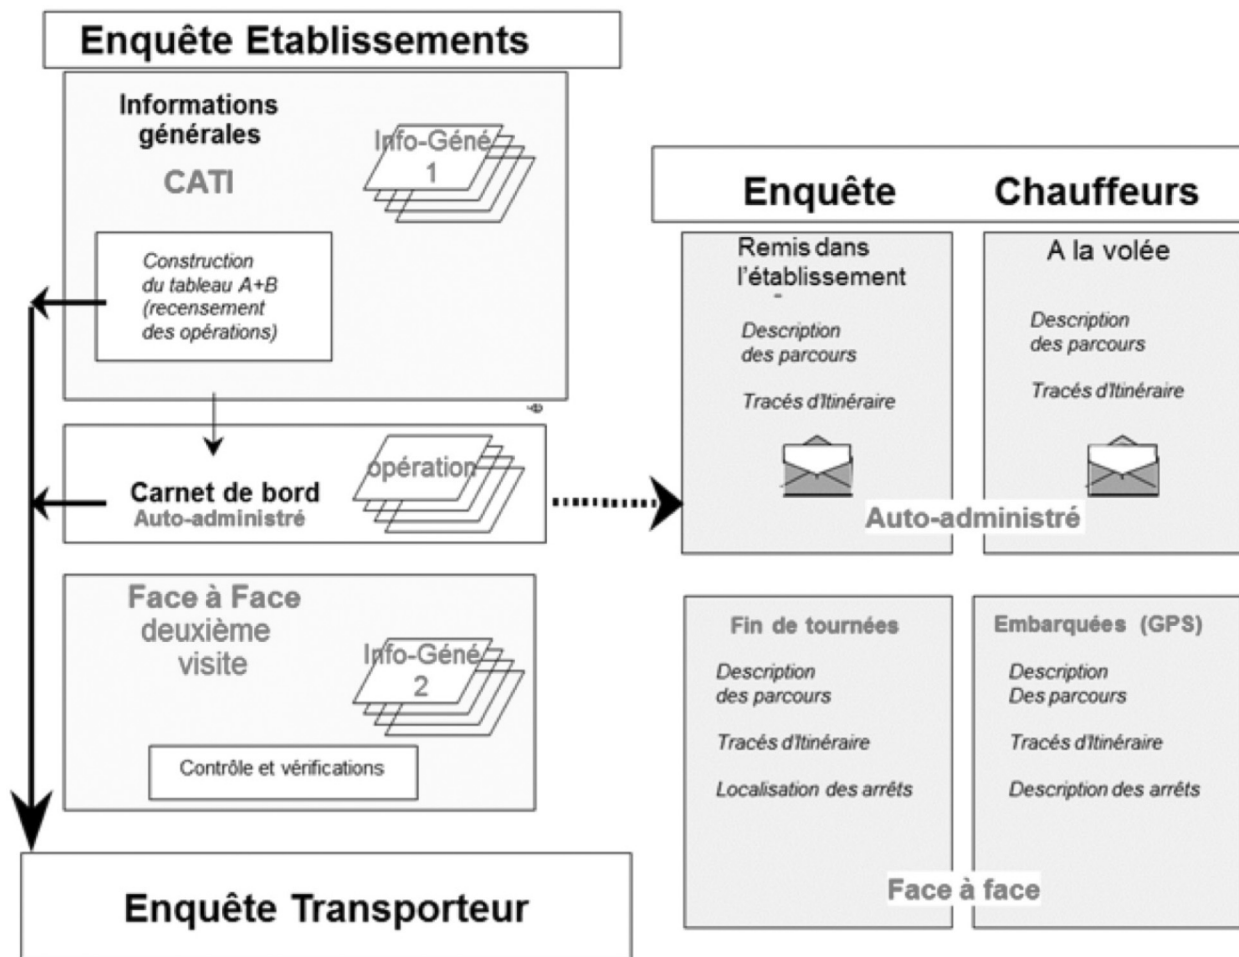 Enquête Etablissements
Informations
générales
CATI
Info-Géné
1
Construction
du tableau A+B
(recensement
des opérations)
é
Carnet de bord
Auto-administré
opération
Face à Face
deuxième
visite
Info-Géné
2
Contrôle et vérifications
Enquête Transporteur
Enquête Chauffeurs
Remis dans
l'établissement
-
Description
des parcours
Tracés d'Itinéraire
A la volée
Description
des parcours
Tracés d'Itinéraire
Auto-administré
Fin de tournées
Description
des parcours
Tracés d'Itinéraire
Localisation des arrêts
Embarquées (GPS)
Description
Des parcours
Tracés d'Itinéraire
Description des arrêts
Face à face